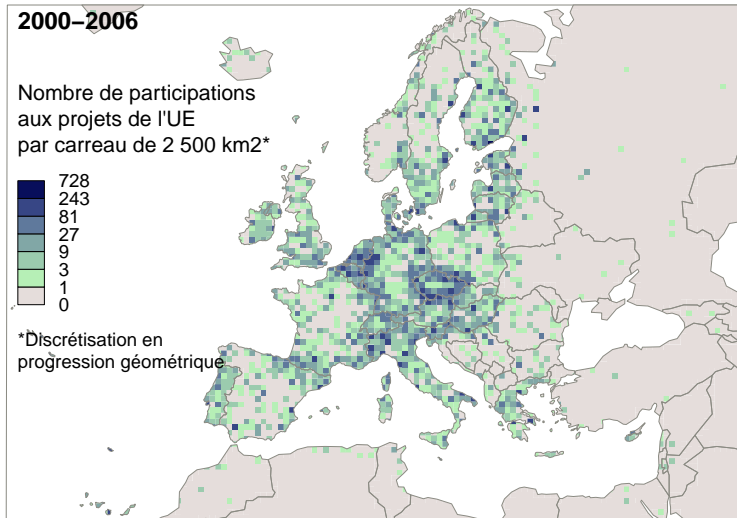 2000–2006
Nombre de participations
aux projets de l'UE
par carreau de 2 500 km2*
728
243
81
27
9
3
1
0
*Discrétisation en
progression géométrique